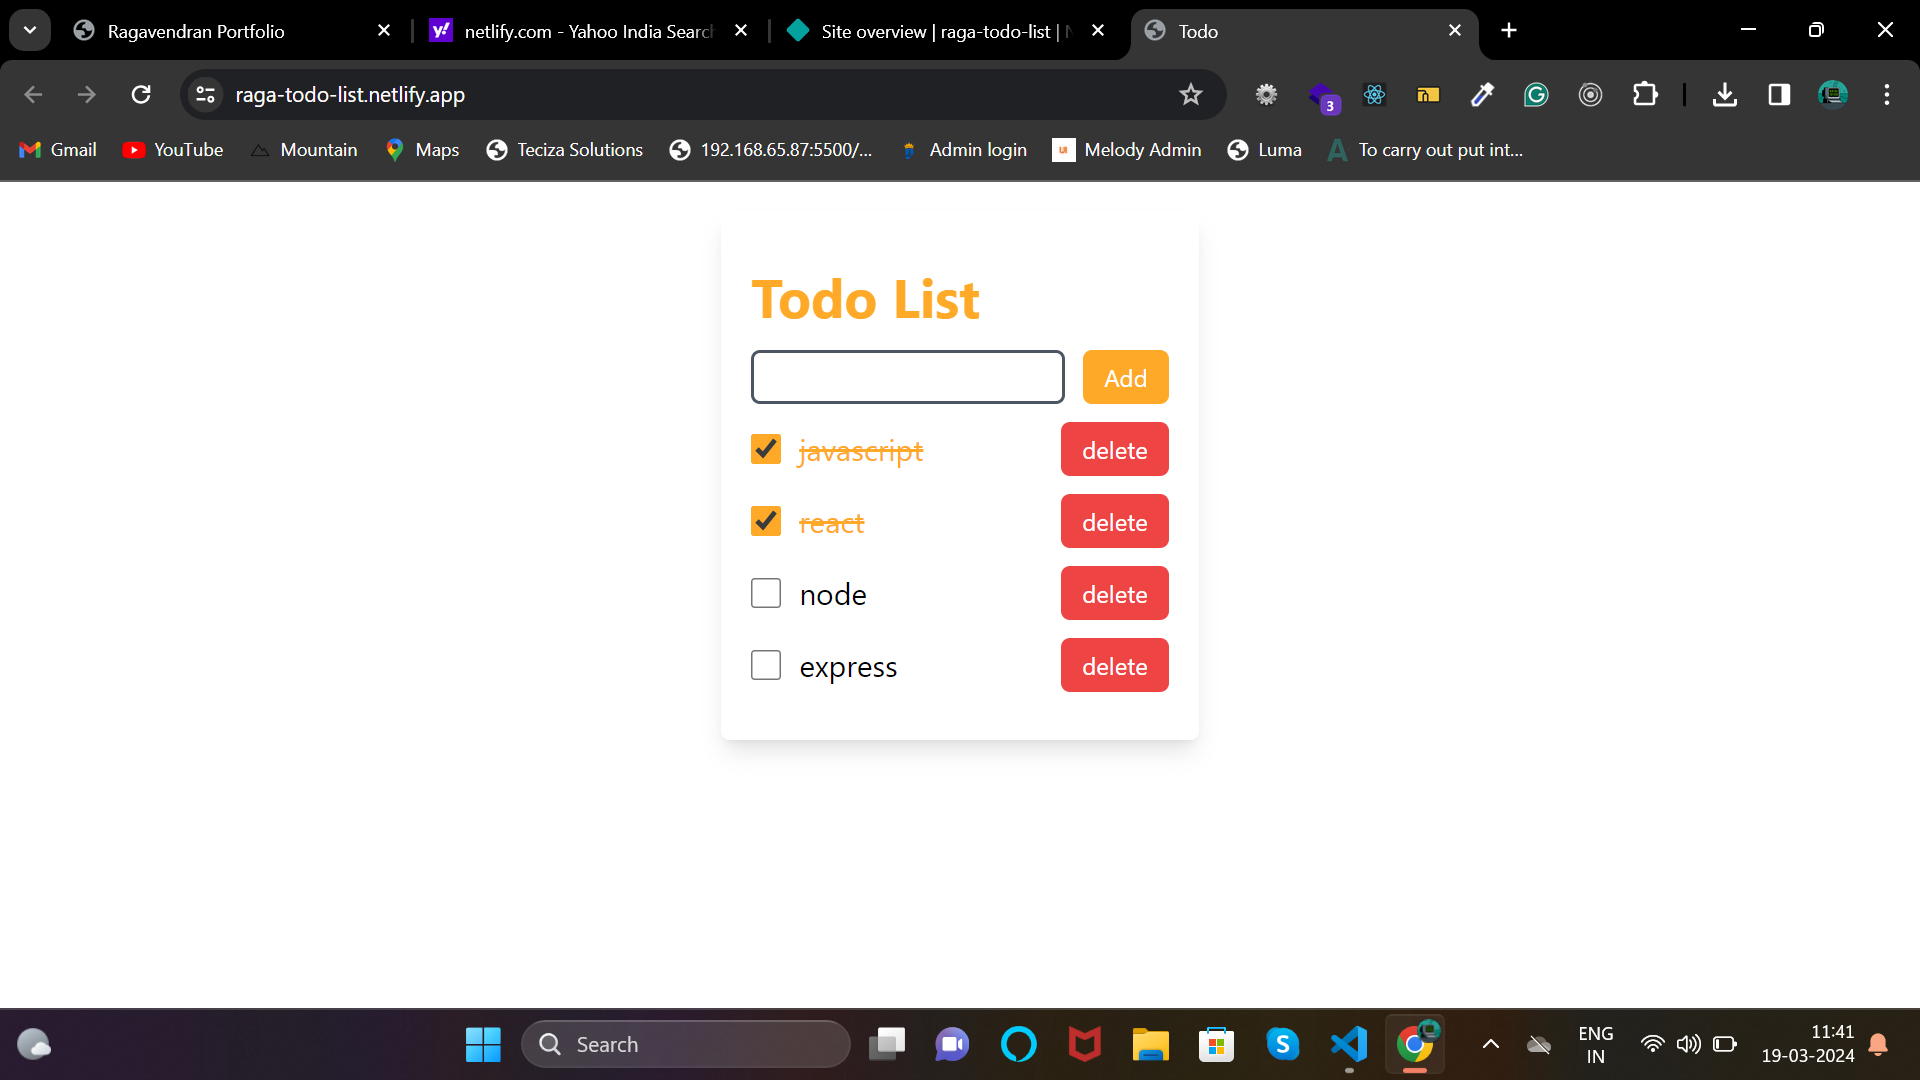 Ragavendran Portfolio
netlify.com - Yahoo India Search
Site overview | raga-todo-list | N
Todo
raga-todo-list.netlify.app
3
Gmail
YouTube
Mountain
Maps
Teciza Solutions
192.168.65.87:5500/...
Admin login
Melody Admin
Luma
To carry out put int...
Todo List
Add
javascript
delete
react
delete
node
delete
express
delete
Search
ENG
IN
11:41
19-03-2024